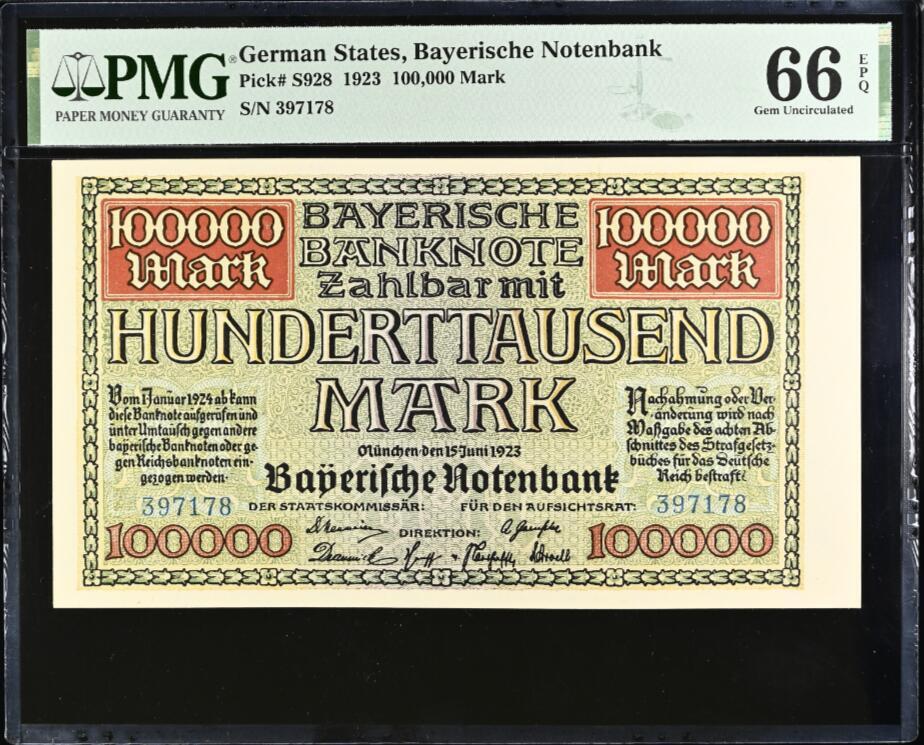 PMG® German States, Bayerische Notenbank
Pick# S928 1923 100,000 Mark
PAPER MONEY GUARANTY S/N 397178
66 EPQ
Gem Uncirculated
100000 Mark
BAYERISCHE
BANKNOTE
Zahlbar mit
100000 Mark
HUNDERTTAUSEND
MARK
Vom 1 Januar 1924 ab kann
diese Banknote aufgerufen und
unter Umtausch gegen andere
bayerische Banknoten oder ge-
gen Reichsbanknoten ein-
gezogen werden·
München·den 15·Juni 1923
Bayerische Notenbank
Nachahmung oder Ver-
änderung wird nach
Maßgabe des achten Ab-
schnittes des Strafgesetz-
buches für das Deutsche
Reich bestraft·
397178
DER STAATSKOMMISSÄR: FÜR DEN AUFSICHTSRAT:
397178
DIREKTION:
100000
100000